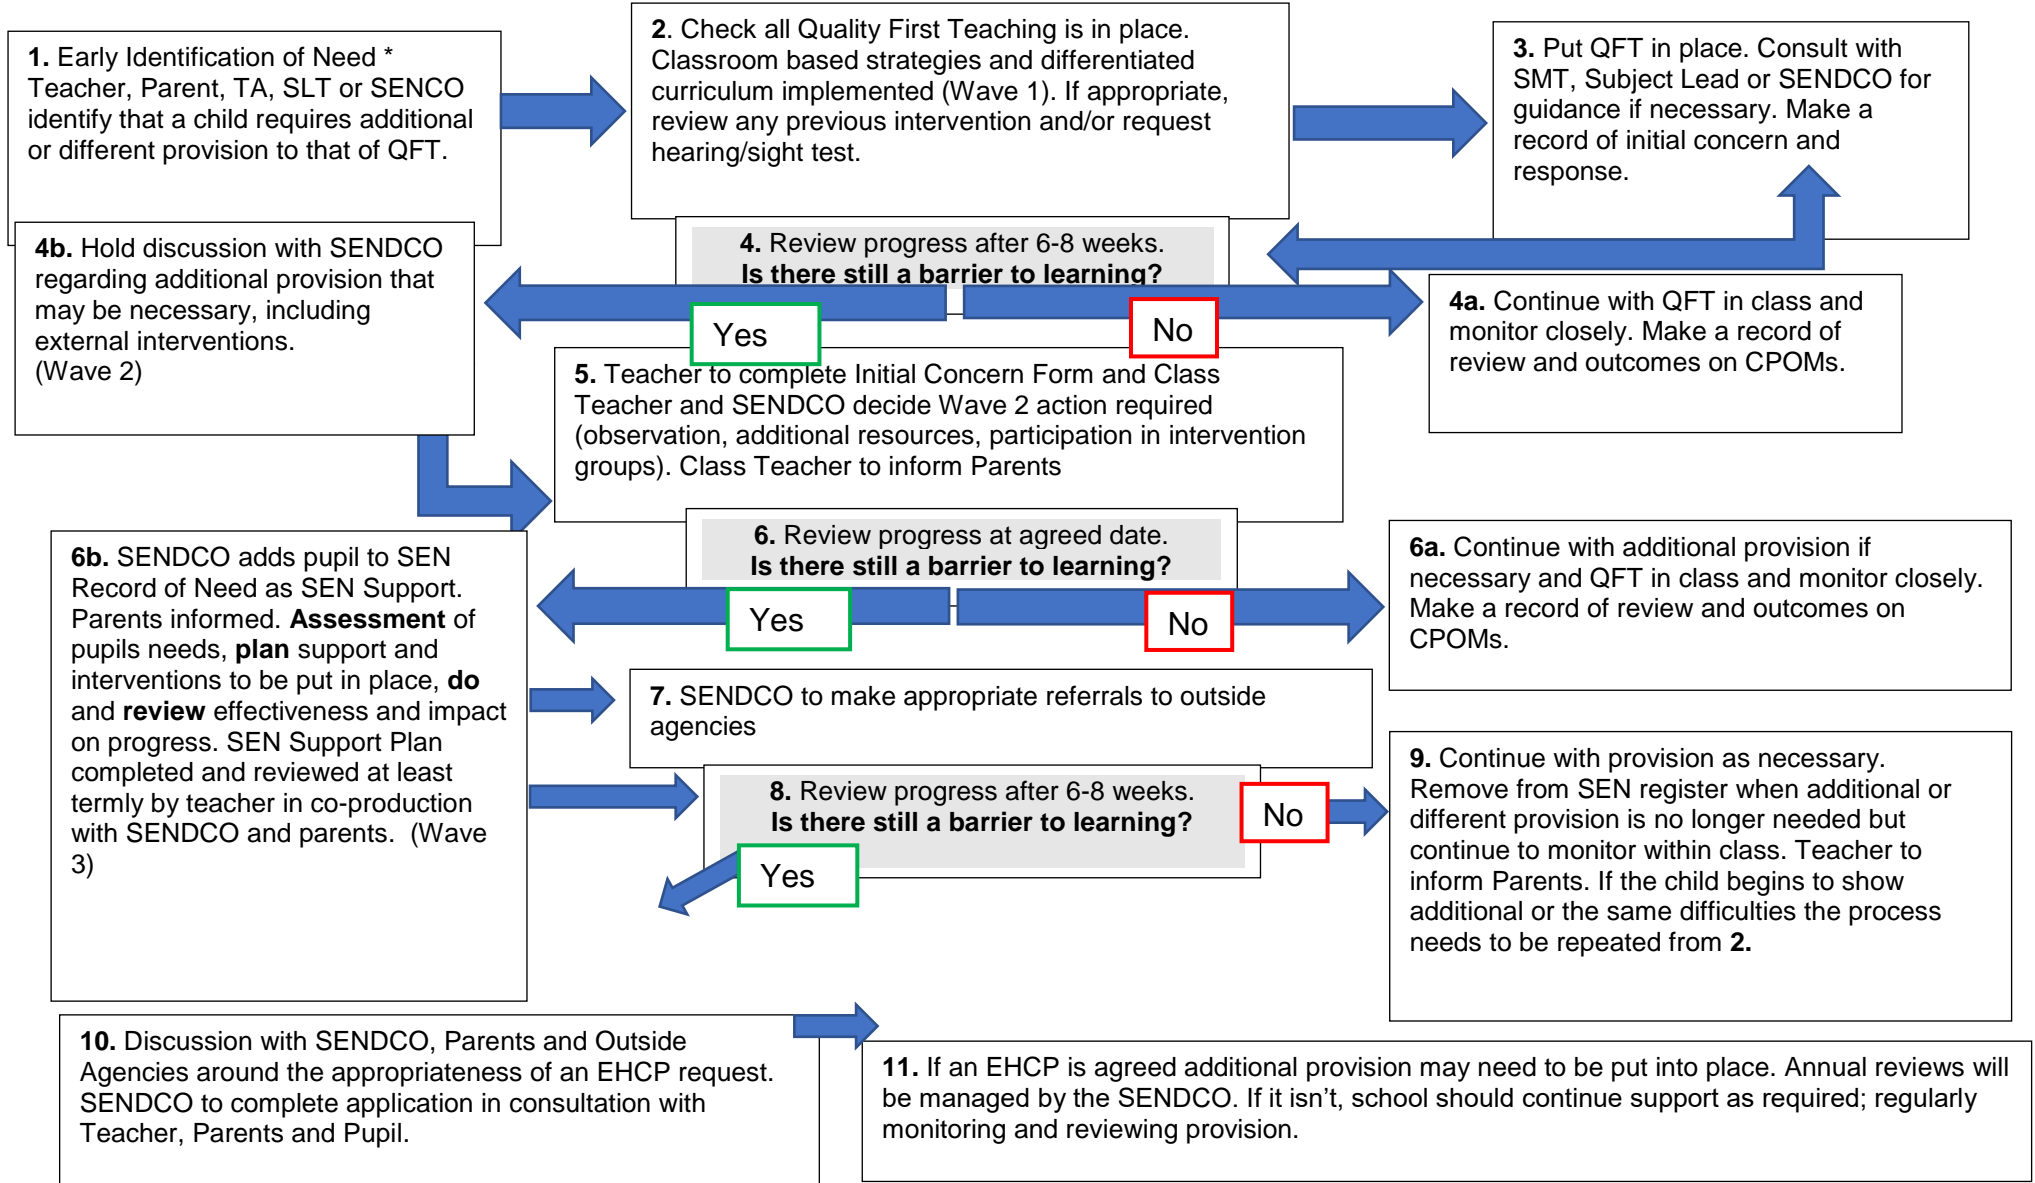 1. Early Identification of Need *
Teacher, Parent, TA, SLT or SENCO
identify that a child requires additional
or different provision to that of QFT.
2. Check all Quality First Teaching is in place.
Classroom based strategies and differentiated
curriculum implemented (Wave 1). If appropriate,
review any previous intervention and/or request
hearing/sight test.
3. Put QFT in place. Consult with
SMT, Subject Lead or SENDCO for
guidance if necessary. Make a
record of initial concern and
response.
4. Review progress after 6-8 weeks.
Is there still a barrier to learning?
Yes
No
4b. Hold discussion with SENDCO
regarding additional provision that
may be necessary, including
external interventions.
(Wave 2)
4a. Continue with QFT in class and
monitor closely. Make a record of
review and outcomes on CPOMs.
5. Teacher to complete Initial Concern Form and Class
Teacher and SENDCO decide Wave 2 action required
(observation, additional resources, participation in intervention
groups). Class Teacher to inform Parents
6. Review progress at agreed date.
Is there still a barrier to learning?
Yes
No
6b. SENDCO adds pupil to SEN
Record of Need as SEN Support.
Parents informed. Assessment of
pupils needs, plan support and
interventions to be put in place, do
and review effectiveness and impact
on progress. SEN Support Plan
completed and reviewed at least
termly by teacher in co-production
with SENDCO and parents. (Wave
3)
6a. Continue with additional provision if
necessary and QFT in class and monitor closely.
Make a record of review and outcomes on
CPOMs.
7. SENDCO to make appropriate referrals to outside
agencies
8. Review progress after 6-8 weeks.
Is there still a barrier to learning?
No
Yes
9. Continue with provision as necessary.
Remove from SEN register when additional or
different provision is no longer needed but
continue to monitor within class. Teacher to
inform Parents. If the child begins to show
additional or the same difficulties the process
needs to be repeated from 2.
10. Discussion with SENDCO, Parents and Outside
Agencies around the appropriateness of an EHCP request.
SENDCO to complete application in consultation with
Teacher, Parents and Pupil.
11. If an EHCP is agreed additional provision may need to be put into place. Annual reviews will
be managed by the SENDCO. If it isn't, school should continue support as required; regularly
monitoring and reviewing provision.